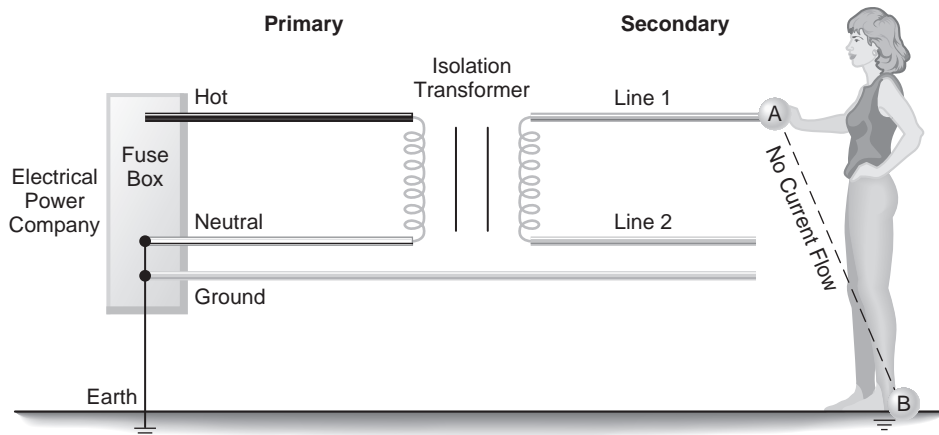 Primary
Secondary
Isolation
Transformer
Hot
Line 1
A
Fuse
Box
Electrical
Power
Company
No Current Flow
Neutral
Line 2
Ground
Earth
B